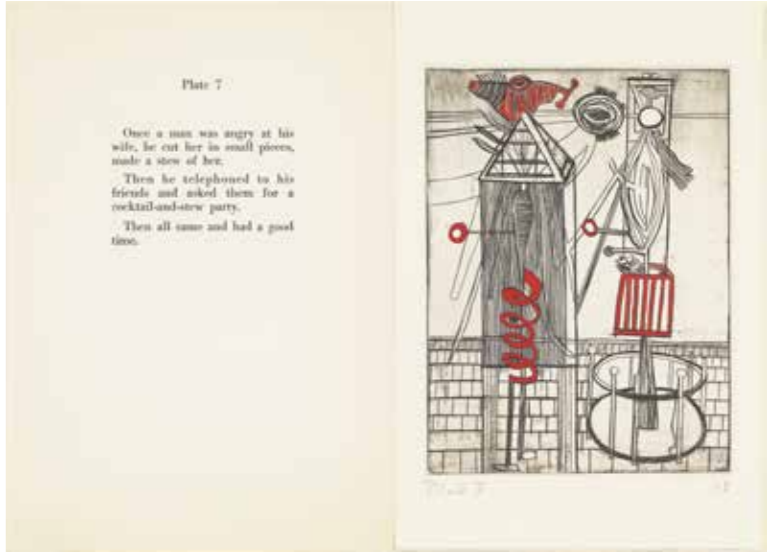 Plate 7
Once a man was angry at his
wife, he cut her in small pieces,
made a stew of her.
Then he telephoned to his
friends and asked them for a
cocktail-and-stew party.
Then all came and had a good
time.
Plate 7